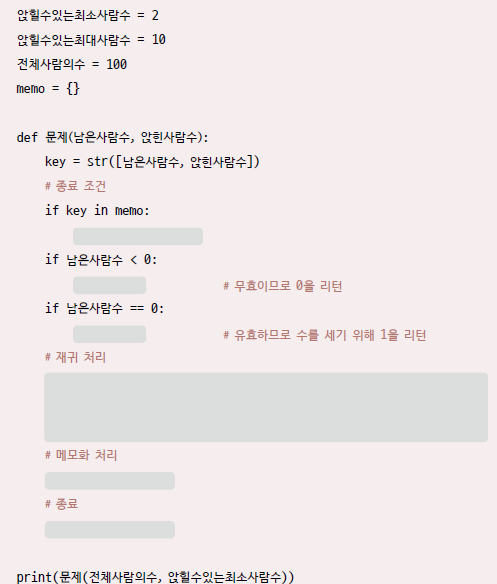 앉힐수있는최소사람수 = 2
앉힐수있는최대사람수 = 10
전체사람의수 = 100
memo = {}
def 문제(남은사람수, 앉힌사람수):
key = str([남은사람수, 앉힌사람수])
# 종료 조건
if key in memo:
if 남은사람수 < 0:
# 무효이므로 0을 리턴
if 남은사람수 == 0:
# 유효하므로 수를 세기 위해 1을 리턴
# 재귀 처리
# 메모화 처리
# 종료
print(문제(전체사람의수, 앉힐수있는최소사람수))